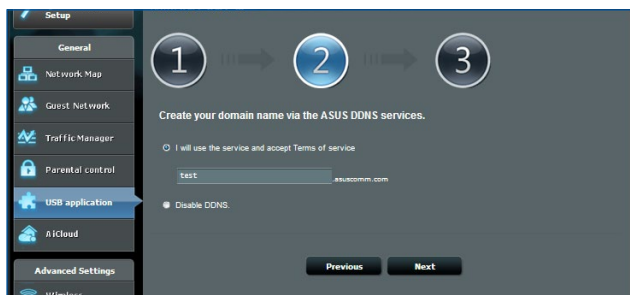 Setup
General
Network Map
Guest Network
Traffic Manager
Parental control
USB application
AiCloud
Advanced Settings
Wireless
1
2
3
Create your domain name via the ASUS DDNS services.
I will use the service and accept Terms of service
test .asuscomm.com
Disable DDNS.
Previous Next